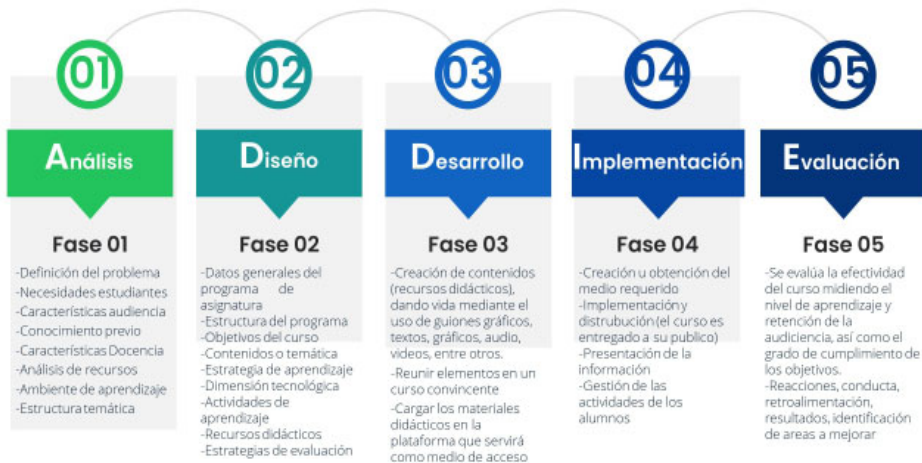 01
Análisis
Fase 01
-Definición del problema
-Necesidades estudiantes
-Características audiencia
-Conocimiento previo
-Características Docencia
-Análisis de recursos
-Ambiente de aprendizaje
-Estructura temática
02
Diseño
Fase 02
-Datos generales del
programa de
asignatura
-Estructura del programa
-Objetivos del curso
-Contenidos o temática
-Estrategia de aprendizaje
-Dimensión tecnológica
-Actividades de
aprendizaje
-Recursos didácticos
-Estrategias de evaluación
03
Desarrollo
Fase 03
-Creación de contenidos
(recursos didácticos),
dando vida mediante el
uso de guiones gráficos,
textos, gráficos, audio,
videos, entre otros.
-Reunir elementos en un
curso convincente
-Cargar los materiales
didácticos en la
plataforma que servirá
como medio de acceso
04
Implementación
Fase 04
-Creación u obtención del
medio requerido
-Implementación y
distrubución (el curso es
entregado a su publico)
-Presentación de la
información
-Gestión de las
actividades de los
alumnos
05
Evaluación
Fase 05
-Se evalúa la efectividad
del curso midiendo el
nivel de aprendizaje y
retención de la
audiciencia, así como el
grado de cumplimiento de
los objetivos.
-Reacciones, conducta,
retroalimentación,
resultados, identificación
de areas a mejorar